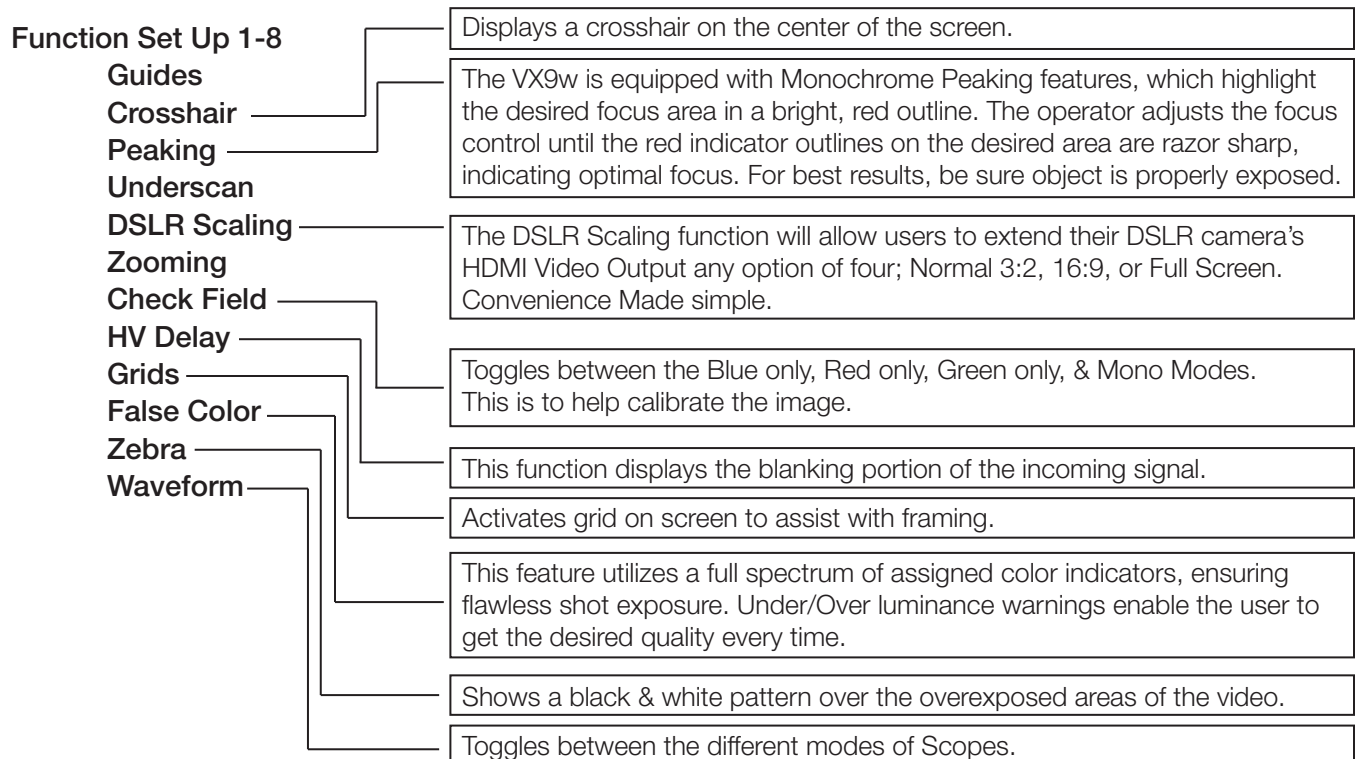 Function Set Up 1-8
Guides
Crosshair
Peaking
Underscan
DSLR Scaling
Zooming
Check Field
HV Delay
Grids
False Color
Zebra
Waveform
Displays a crosshair on the center of the screen.
The VX9w is equipped with Monochrome Peaking features, which highlight
the desired focus area in a bright, red outline. The operator adjusts the focus
control until the red indicator outlines on the desired area are razor sharp,
indicating optimal focus. For best results, be sure object is properly exposed.
The DSLR Scaling function will allow users to extend their DSLR camera's
HDMI Video Output any option of four; Normal 3:2, 16:9, or Full Screen.
Convenience Made simple.
Toggles between the Blue only, Red only, Green only, & Mono Modes.
This is to help calibrate the image.
This function displays the blanking portion of the incoming signal.
Activates grid on screen to assist with framing.
This feature utilizes a full spectrum of assigned color indicators, ensuring
flawless shot exposure. Under/Over luminance warnings enable the user to
get the desired quality every time.
Shows a black & white pattern over the overexposed areas of the video.
Toggles between the different modes of Scopes.